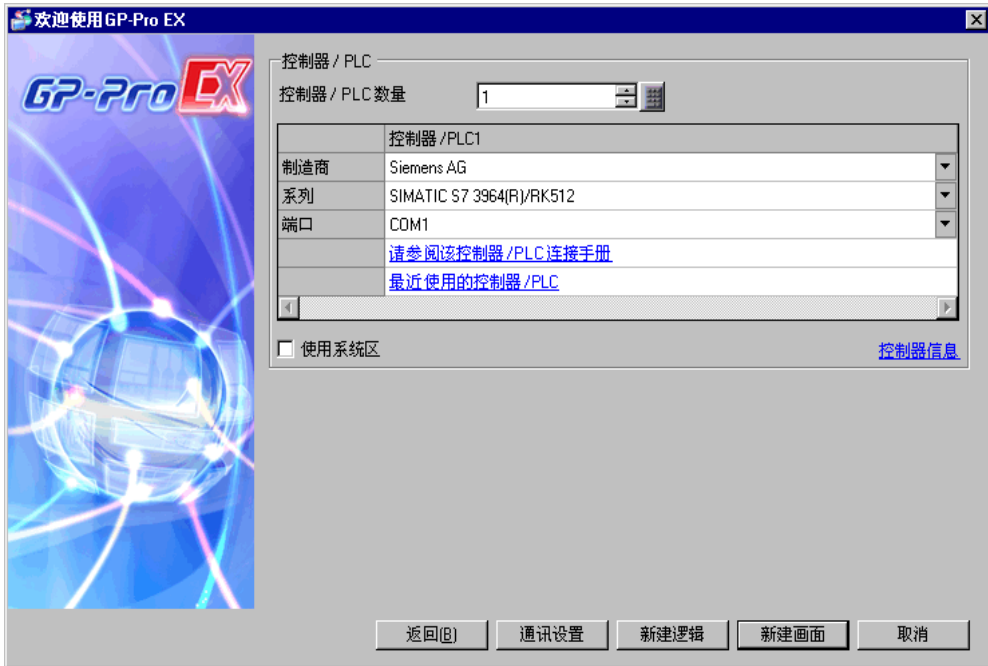 欢迎使用GP-Pro EX
GP-Pro EX
控制器/PLC
控制器/PLC数量 1
控制器/PLC1
制造商 Siemens AG
系列 SIMATIC S7 3964(R)/RK512
端口 COM1
请参阅该控制器/PLC连接手册
最近使用的控制器/PLC
使用系统区 控制器信息
返回(B) 通讯设置 新建逻辑 新建画面 取消